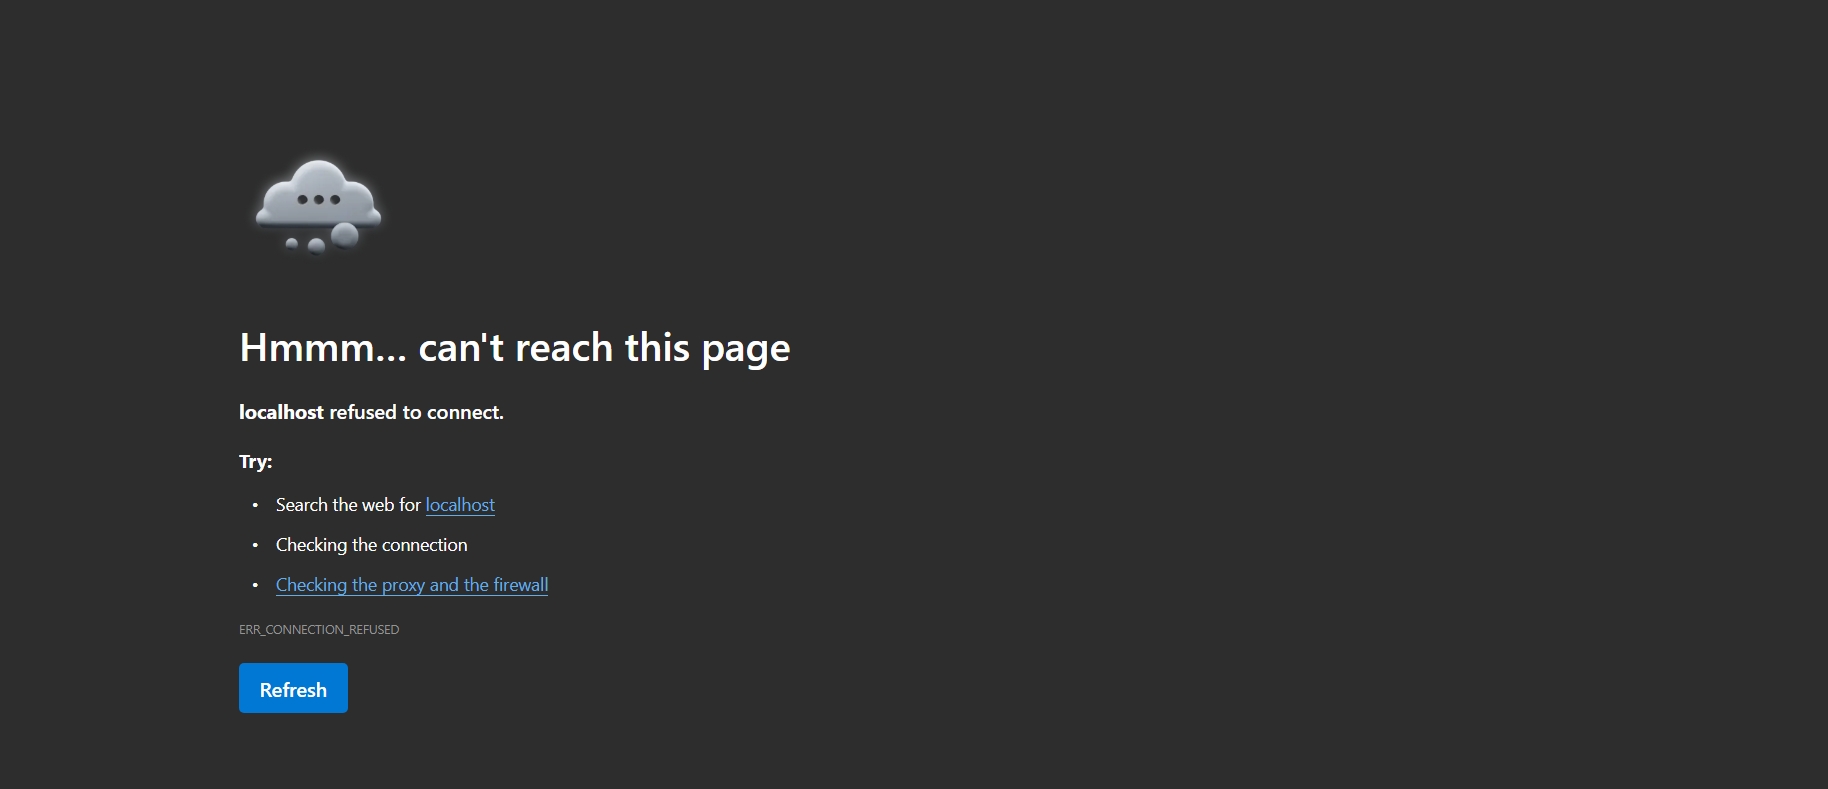 Hmmm... can't reach this page
localhost refused to connect.
Try:
• Search the web for localhost
• Checking the connection
• Checking the proxy and the firewall
ERR_CONNECTION_REFUSED
Refresh